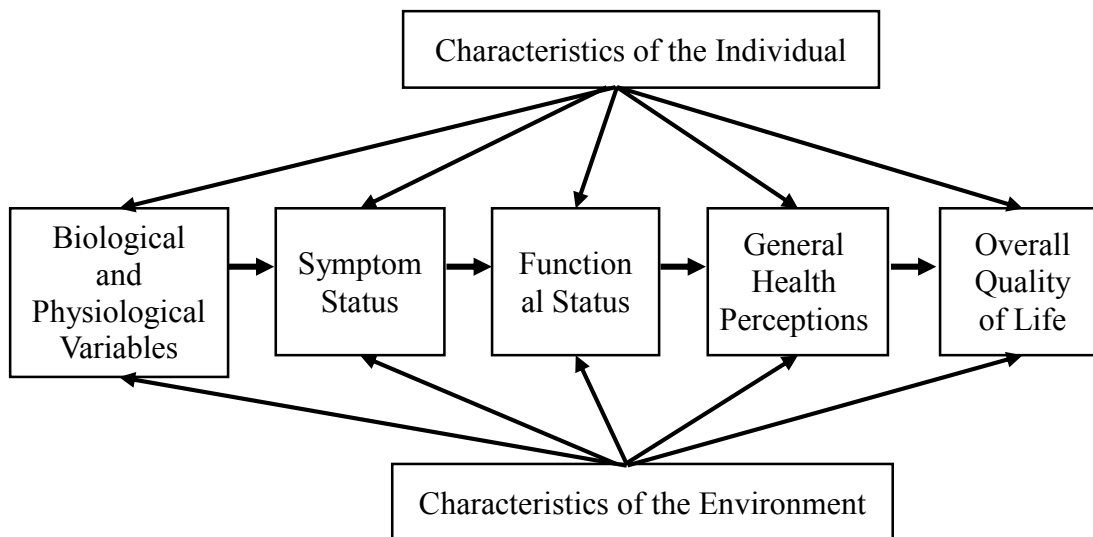 Characteristics of the Individual
Biological
and
Physiological
Variables
Symptom
Status
Function
al Status
General
Health
Perceptions
Overall
Quality
of Life
Characteristics of the Environment